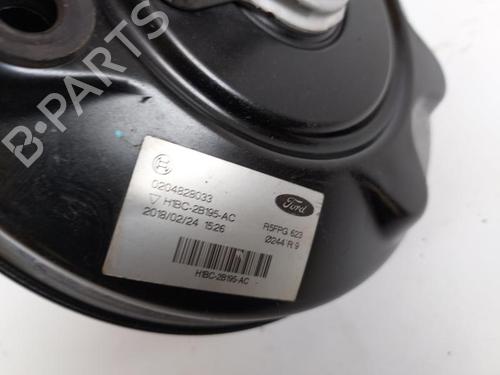 B-PARTS
0204828033
▽ H1BC-2B195-AC
2018/02/24 1526
Ford
R5FPG 623
Ø244 R 9
H1BC-2B195-AC